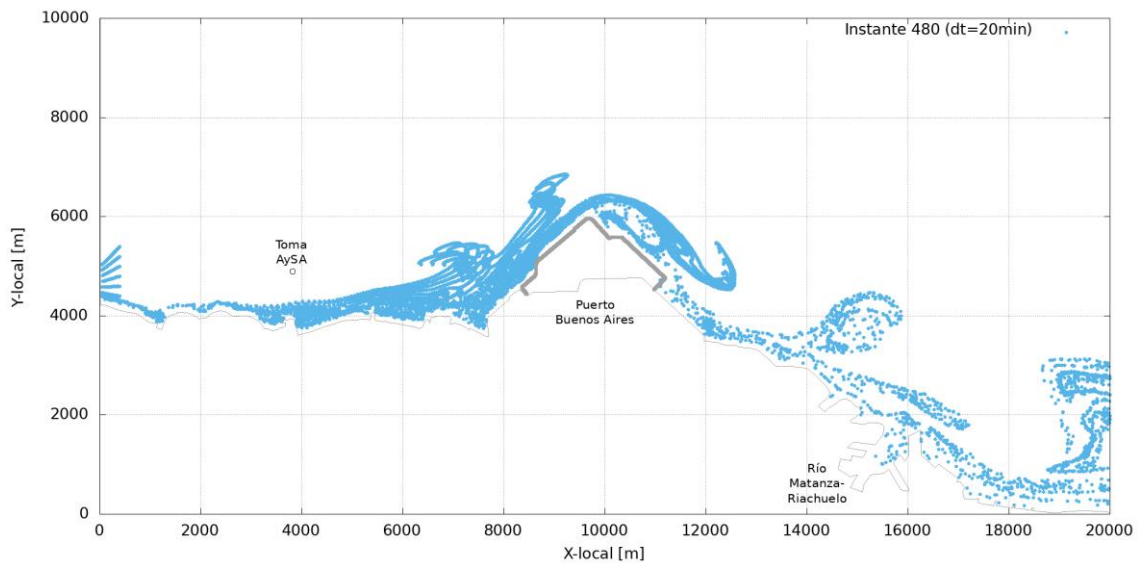 10000
Instante 480 (dt=20min)
8000
Y-local [m]
6000
Toma
AySA
4000
Puerto
Buenos Aires
2000
Río
Matanza-
Riachuelo
0
0 2000 4000 6000 8000 10000 12000 14000 16000 18000 20000
X-local [m]